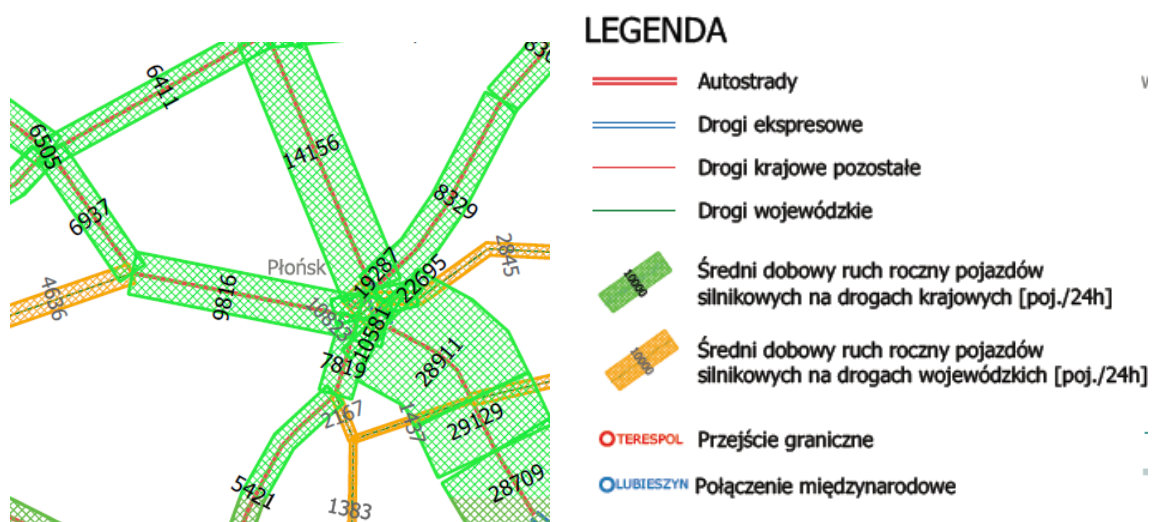 6411
6505
6937
14156
8329
2845
Płońsk
19287
22695
4636
9816
10581
7819
28911
2167
1437
29129
5421
1383
28709
LEGENDA
Autostrady
Drogi ekspresowe
Drogi krajowe pozostałe
Drogi wojewódzkie
10000
Średni dobowy ruch roczny pojazdów
silnikowych na drogach krajowych [poj./24h]
10000
Średni dobowy ruch roczny pojazdów
silnikowych na drogach wojewódzkich [poj./24h]
TERESPOL Przejście graniczne
LUBIESZYN Połączenie międzynarodowe